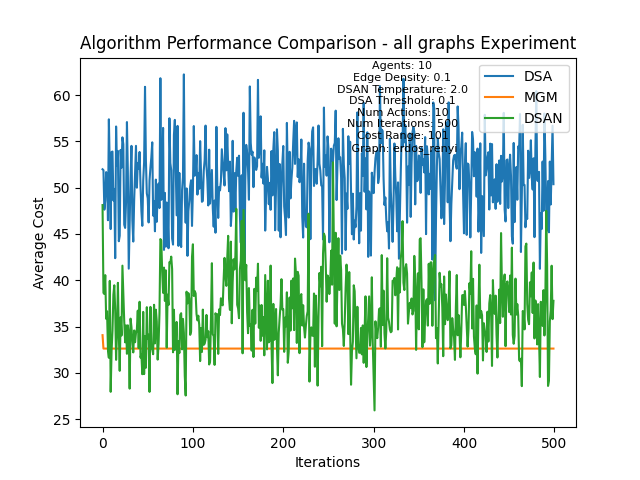 Algorithm Performance Comparison - all graphs Experiment
Agents: 10
Edge Density: 0.1
DSAN Temperature: 2.0
DSA Threshold: 0.1
Num Actions: 10
Num Iterations: 500
Cost Range: 101
Graph: erdos_renyi
DSA
MGM
DSAN
Average Cost
60
55
50
45
40
35
30
25
0
100
200
300
400
500
Iterations